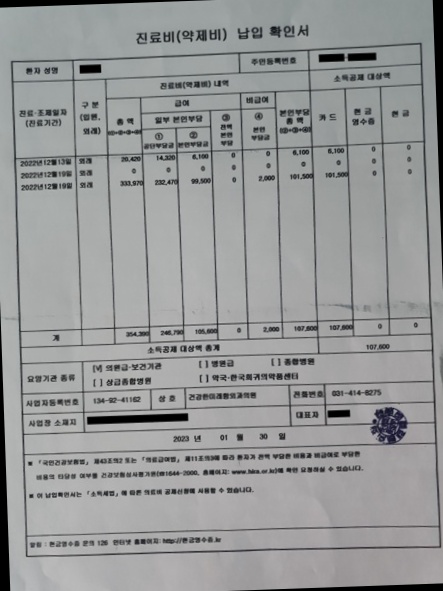 진료비(약제비) 납입 확인서
환자 성명 주민등록번호 -
진료·조제일자 (진료기간) 구 분 (입원, 외래) 진료비(약제비) 내역 소득공제 대상액
급여 비급여
총 액 일부 본인부담 ③ 전액 본인 부담 ④ 본인 부담금 본인부담 총 액 카 드 현 금 영수증 현 금
① 공단부담금 ② 본인부담금
2022년12월13일 외래 20,420 14,320 6,100 0 0 6,100 6,100 0 0
2022년12월19일 외래 0 0 0 0 0 0 0 0 0
2022년12월19일 외래 333,970 232,470 99,500 0 2,000 101,500 101,500 0 0
계 354,390 246,790 105,600 0 2,000 107,600 107,600 0 0
소득공제 대상액 총계 107,600
요양기관 종류 [V] 의원급·보건기관 [ ] 병원급 [ ] 종합병원
[ ] 상급종합병원 [ ] 약국·한국희귀의약품센터
사업자등록번호 134-92-41162 상 호 건강한미래항외과의원 전화번호 031-414-8275
사업장 소재지 대표자
2023 년 01 월 30 일
※ 「국민건강보험법」 제43조의2 또는 「의료급여법」 제11조의3에 따라 환자가 전액 부담한 비용과 비급여로 부담한
비용의 타당성 여부를 건강보험심사평가원(☎1644-2000, 홈페이지: www.hira.or.kr)에 확인 요청하실 수 있습니다.
※ 이 납입확인서는 「소득세법」에 따른 의료비 공제신청에 사용할 수 있습니다.
알림 : 현금영수증 문의 126 인터넷 홈페이지: http://현금영수증.kr